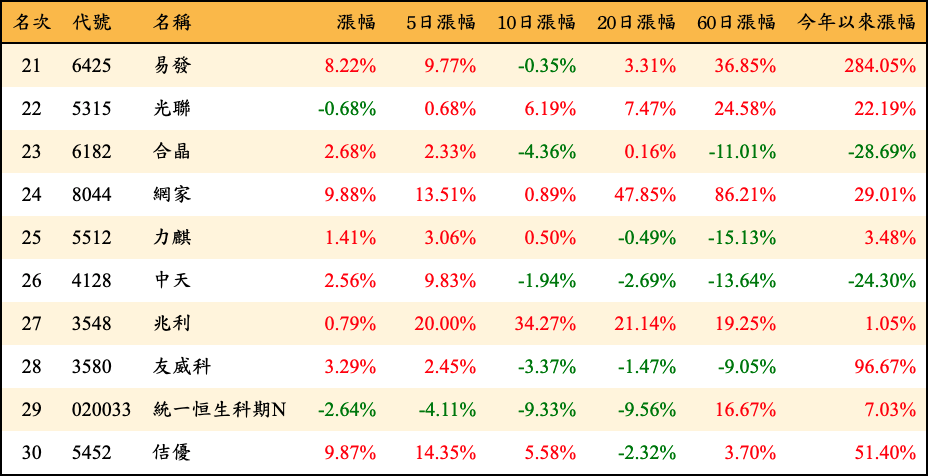 名次 代號 名稱 漲幅 5日漲幅 10日漲幅 20日漲幅 60日漲幅 今年以來漲幅
21 6425 易發 8.22% 9.77% -0.35% 3.31% 36.85% 284.05%
22 5315 光聯 -0.68% 0.68% 6.19% 7.47% 24.58% 22.19%
23 6182 合晶 2.68% 2.33% -4.36% 0.16% -11.01% -28.69%
24 8044 網家 9.88% 13.51% 0.89% 47.85% 86.21% 29.01%
25 5512 力麒 1.41% 3.06% 0.50% -0.49% -15.13% 3.48%
26 4128 中天 2.56% 9.83% -1.94% -2.69% -13.64% -24.30%
27 3548 兆利 0.79% 20.00% 34.27% 21.14% 19.25% 1.05%
28 3580 友威科 3.29% 2.45% -3.37% -1.47% -9.05% 96.67%
29 020033 統一恒生科期N -2.64% -4.11% -9.33% -9.56% 16.67% 7.03%
30 5452 佶優 9.87% 14.35% 5.58% -2.32% 3.70% 51.40%